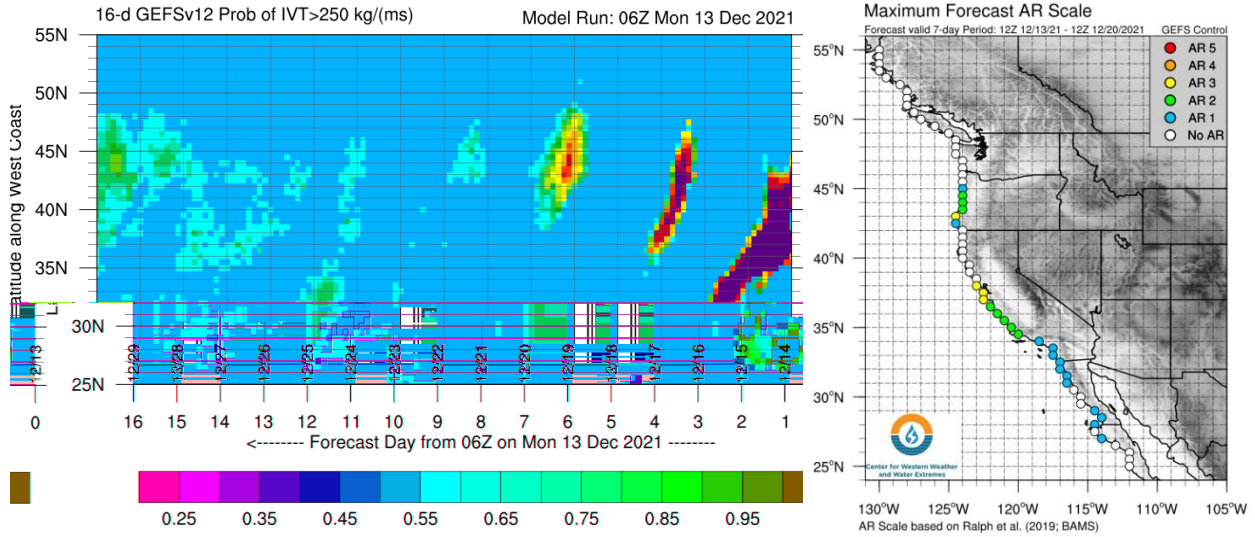 16-d GEFSv12 Prob of IVT>250 kg/(ms)
Model Run: 06Z Mon 13 Dec 2021
55N
50N
45N
40N
35N
30N
25N
atitude along West Coast
12/13
12/29
12/28
12/27
12/26
12/25
12/24
12/23
12/22
12/21
12/20
12/19
12/18
12/17
12/16
12/15
12/14
0
16
15
14
13
12
11
10
9
8
7
6
5
4
3
2
1
<-------- Forecast Day from 06Z on Mon 13 Dec 2021 --------
0.25
0.35
0.45
0.55
0.65
0.75
0.85
0.95
Maximum Forecast AR Scale
Forecast valid 7-day Period: 12Z 12/13/21 - 12Z 12/20/2021
GEFS Control
AR 5
AR 4
AR 3
AR 2
AR 1
No AR
55°N
50°N
45°N
40°N
35°N
30°N
25°N
Center for Western Weather
and Water Extremes
130°W
125°W
120°W
115°W
110°W
105°W
AR Scale based on Ralph et al. (2019; BAMS)